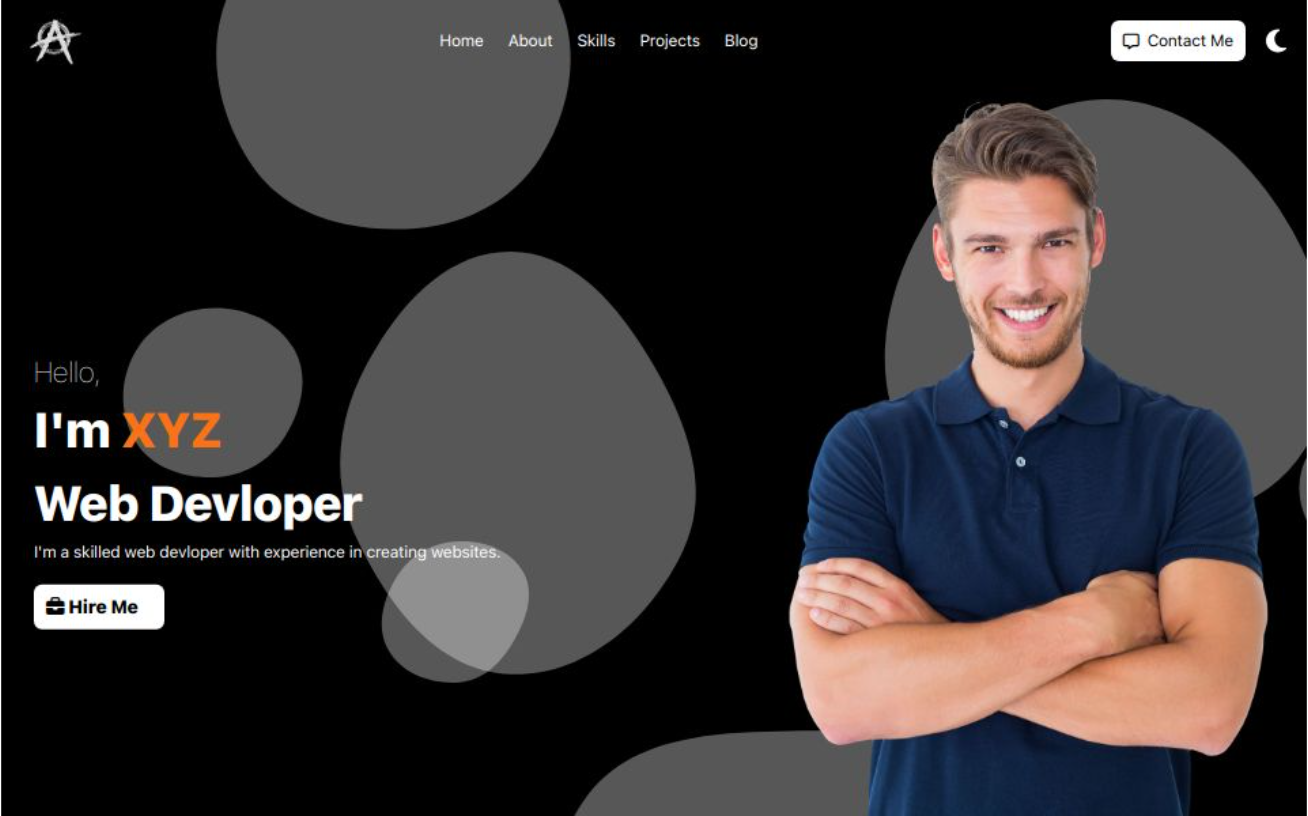 Home About Skills Projects Blog Contact Me
Hello,
I'm XYZ
Web Devloper
I'm a skilled web devloper with experience in creating websites.
Hire Me